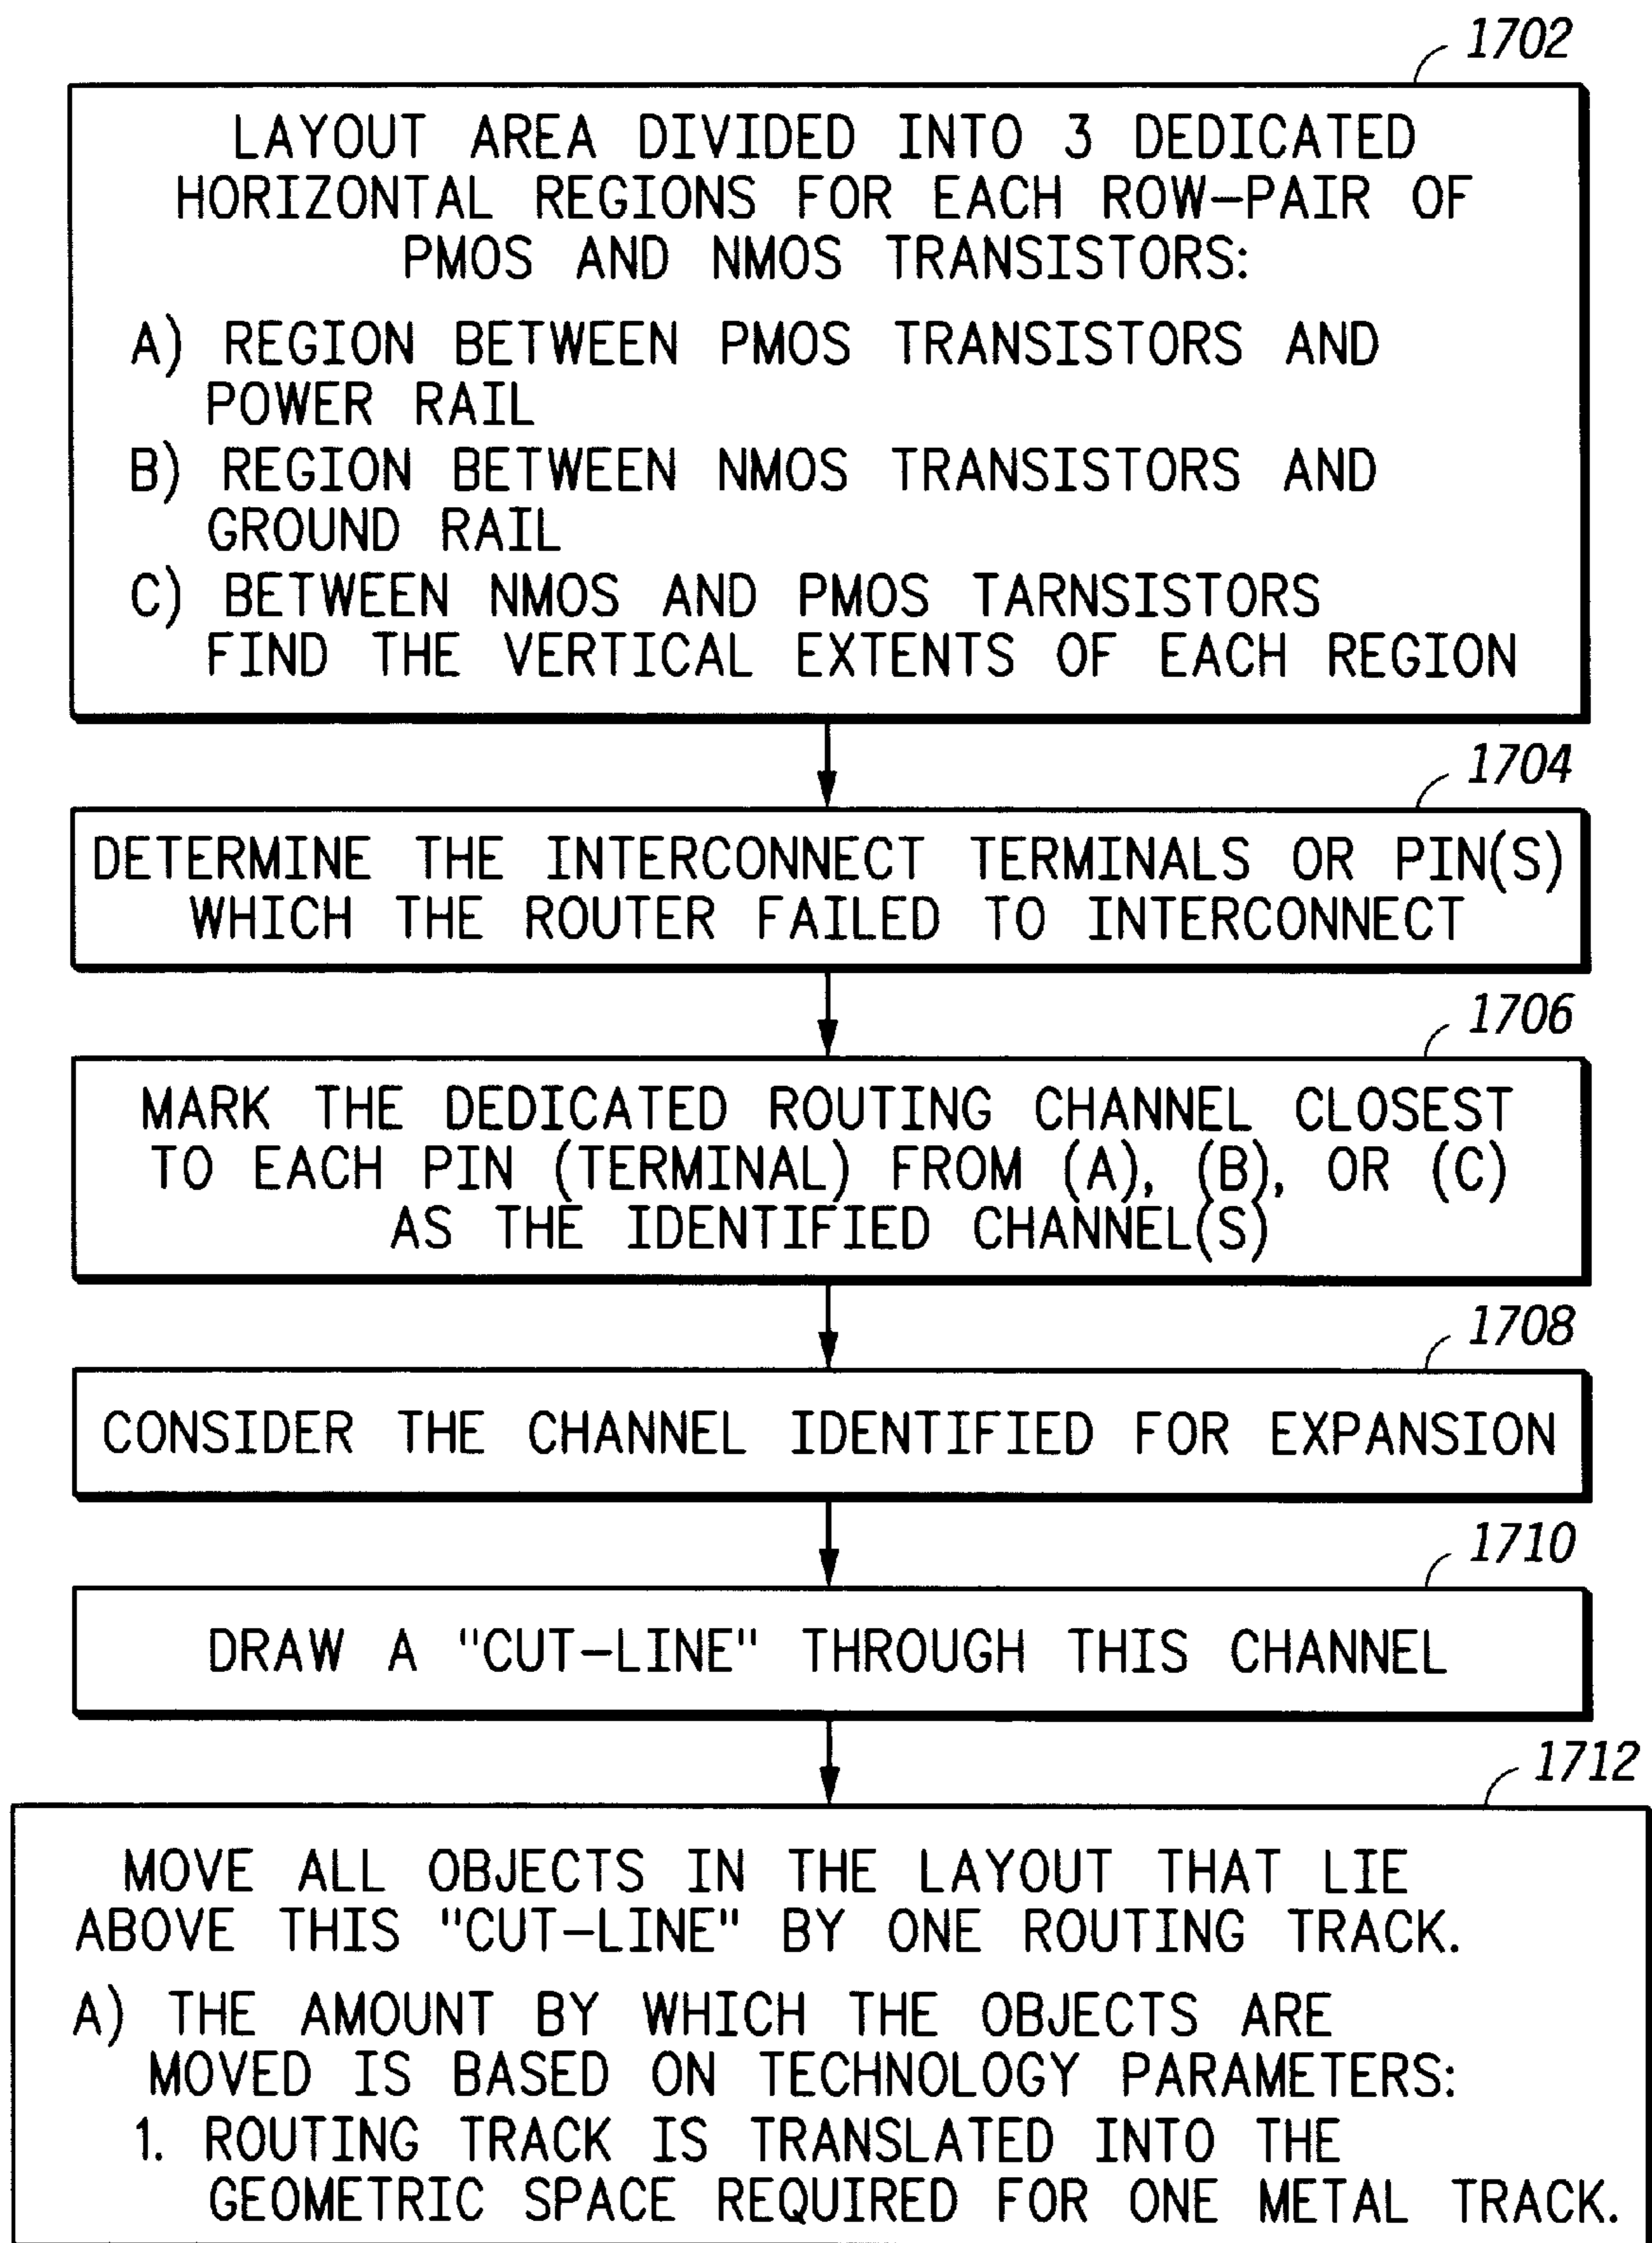 1702
LAYOUT AREA DIVIDED INTO 3 DEDICATED
HORIZONTAL REGIONS FOR EACH ROW-PAIR OF
PMOS AND NMOS TRANSISTORS:
A) REGION BETWEEN PMOS TRANSISTORS AND
POWER RAIL
B) REGION BETWEEN NMOS TRANSISTORS AND
GROUND RAIL
C) BETWEEN NMOS AND PMOS TARNSISTORS
FIND THE VERTICAL EXTENTS OF EACH REGION
1704
DETERMINE THE INTERCONNECT TERMINALS OR PIN(S)
WHICH THE ROUTER FAILED TO INTERCONNECT
1706
MARK THE DEDICATED ROUTING CHANNEL CLOSEST
TO EACH PIN (TERMINAL) FROM (A), (B), OR (C)
AS THE IDENTIFIED CHANNEL(S)
1708
CONSIDER THE CHANNEL IDENTIFIED FOR EXPANSION
1710
DRAW A "CUT-LINE" THROUGH THIS CHANNEL
1712
MOVE ALL OBJECTS IN THE LAYOUT THAT LIE
ABOVE THIS "CUT-LINE" BY ONE ROUTING TRACK.
A) THE AMOUNT BY WHICH THE OBJECTS ARE
MOVED IS BASED ON TECHNOLOGY PARAMETERS:
1. ROUTING TRACK IS TRANSLATED INTO THE
GEOMETRIC SPACE REQUIRED FOR ONE METAL TRACK.